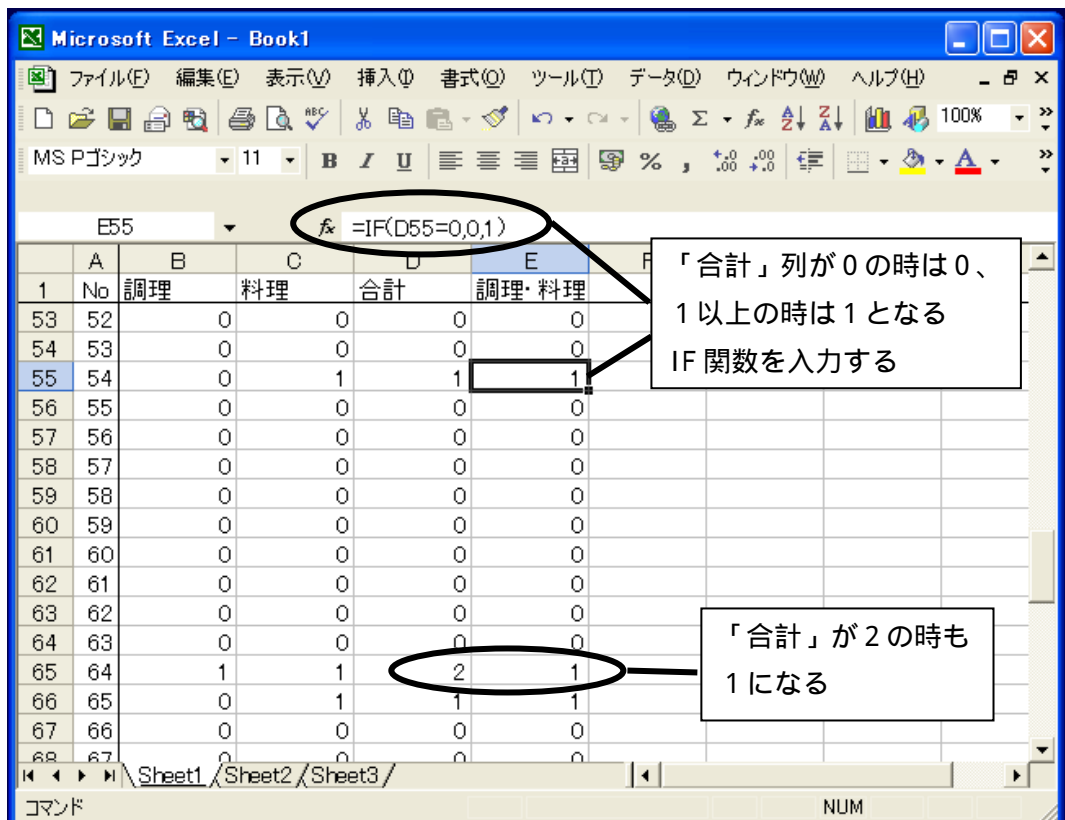 Microsoft Excel - Book1
ファイル(F) 編集(E) 表示(V) 挿入(I) 書式(O) ツール(T) データ(D) ウィンドウ(W) ヘルプ(H)
ABC Σ fx 100%
MS Pゴシック 11 B I U % , A
E55 fx =IF(D55=0,0,1)
A B C D E F
1 No 調理 料理 合計 調理・料理
53 52 0 0 0 0
54 53 0 0 0 0
55 54 0 1 1 1
56 55 0 0 0 0
57 56 0 0 0 0
58 57 0 0 0 0
59 58 0 0 0 0
60 59 0 0 0 0
61 60 0 0 0 0
62 61 0 0 0 0
63 62 0 0 0 0
64 63 0 0 0 0
65 64 1 1 2 1
66 65 0 1 1 1
67 66 0 0 0 0
68 67 0 0 0 0
「合計」列が0の時は0、
1以上の時は1となる
IF関数を入力する
「合計」が2の時も
1になる
Sheet1 Sheet2 Sheet3
コマンド NUM